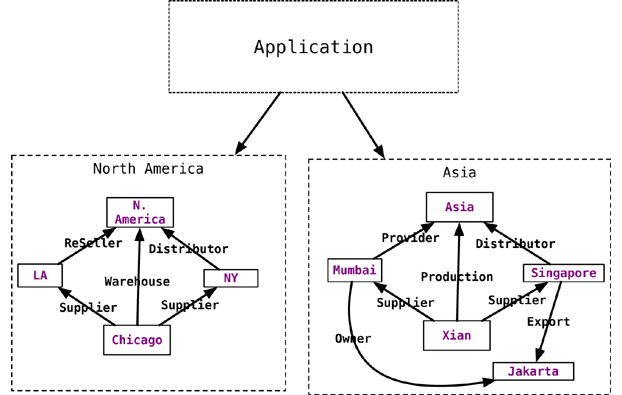 Application
North America
N.
America
ReSeller
Distributor
LA
Warehouse
NY
Supplier
Supplier
Chicago
Asia
Asia
Provider
Distributor
Mumbai
Production
Singapore
Supplier
Supplier
Export
Owner
Xian
Jakarta